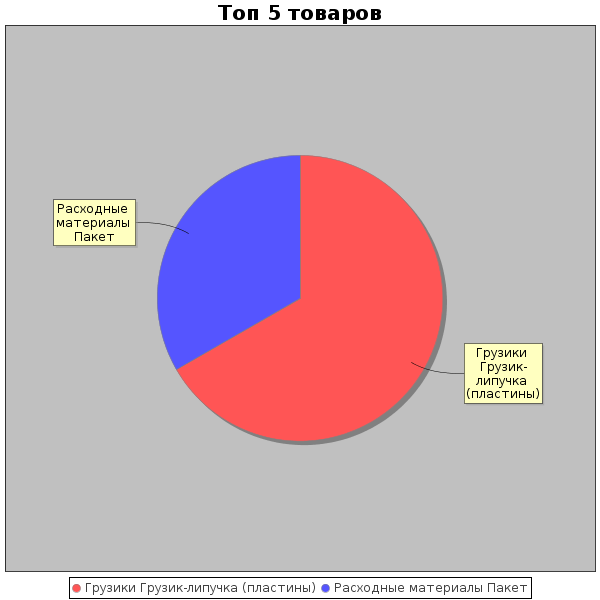 Топ 5 товаров
Расходные
материалы
Пакет
Грузики
Грузик-
липучка
(пластины)
Грузики Грузик-липучка (пластины) Расходные материалы Пакет